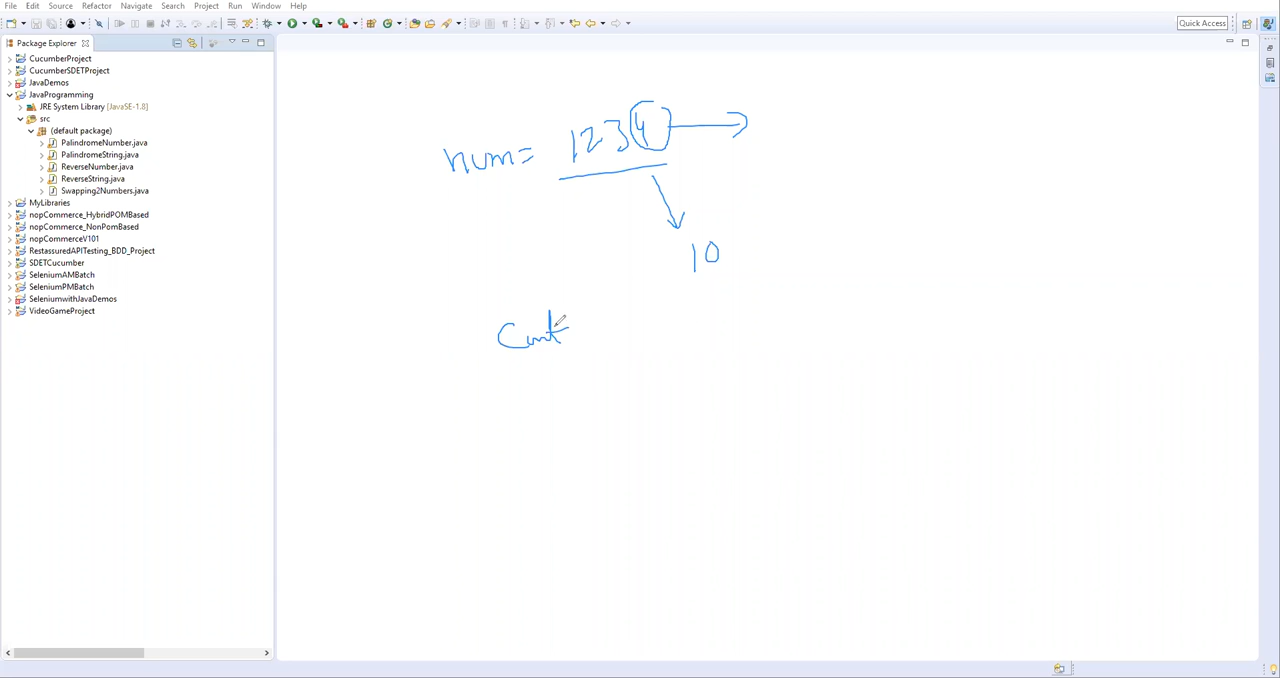 File Edit Source Refactor Navigate Search Project Run Window Help
Quick Access
Package Explorer
CucumberProject
CucumberSDETProject
JavaDemos
JavaProgramming
JRE System Library [JavaSE-1.8]
src
(default package)
PalindromeNumber.java
PalindromeString.java
ReverseNumber.java
ReverseString.java
Swapping2Numbers.java
MyLibraries
nopCommerce_HybridPOMBased
nopCommerce_NonPomBased
nopCommerceV101
RestassuredAPITesting_BDD_Project
SDETCucumber
SeleniumAMBatch
SeleniumPMBatch
SeleniumwithJavaDemos
VideoGameProject
num= 1234
10